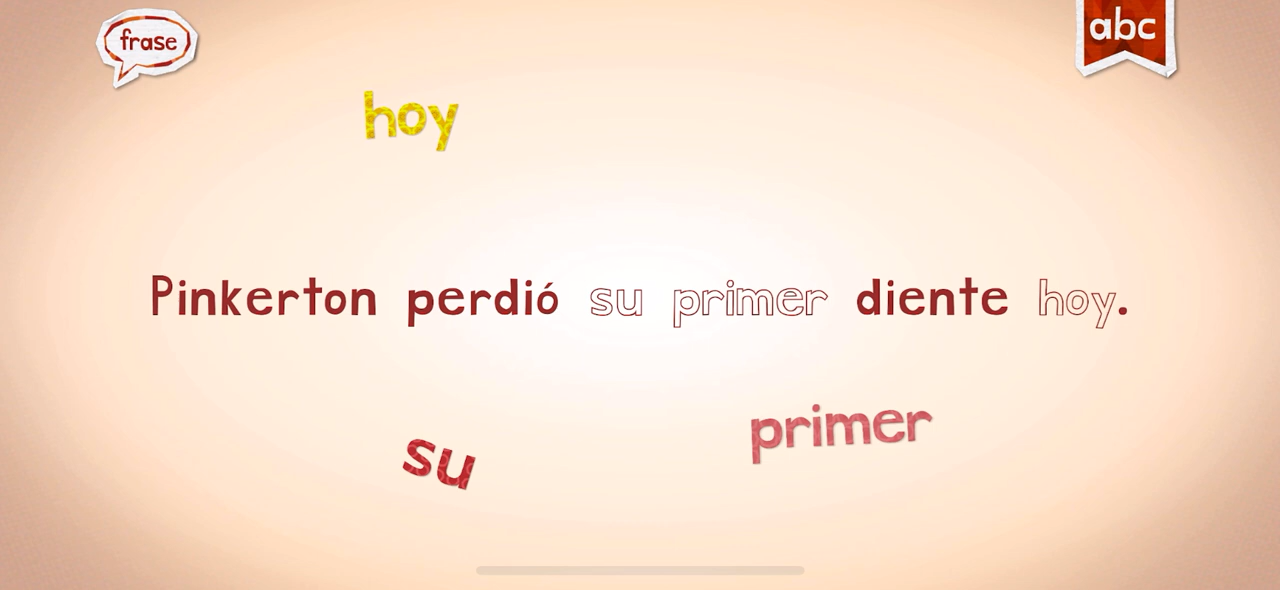 frase
abc
hoy
Pinkerton perdió su primer diente hoy.
primer
su